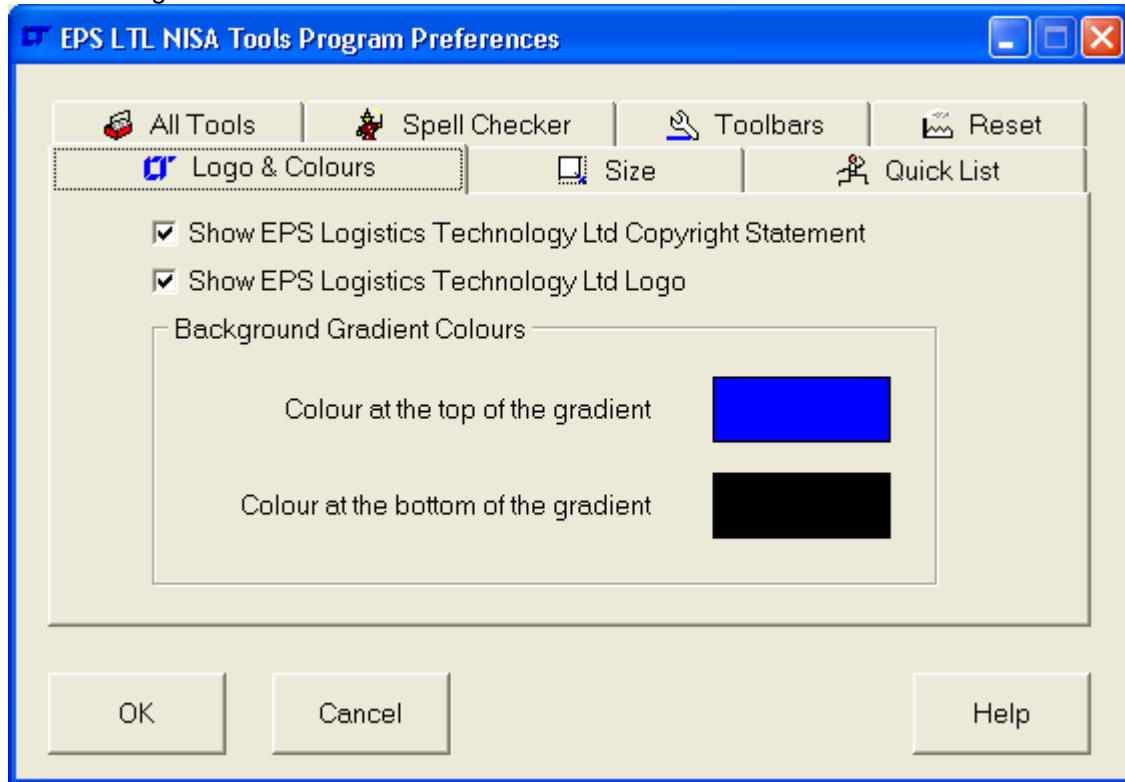 EPS LTL NISA Tools Program Preferences
All Tools
Spell Checker
Toolbars
Reset
Logo & Colours
Size
Quick List
Show EPS Logistics Technology Ltd Copyright Statement
Show EPS Logistics Technology Ltd Logo
Background Gradient Colours
Colour at the top of the gradient
Colour at the bottom of the gradient
OK
Cancel
Help